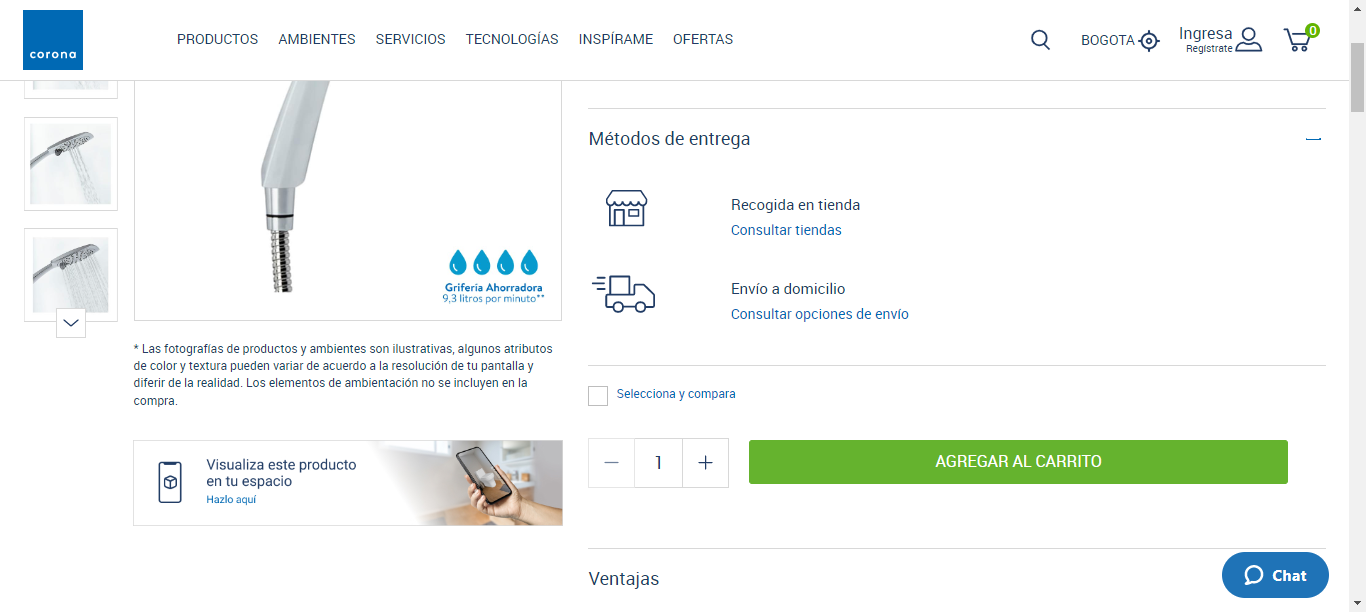 corona
PRODUCTOS AMBIENTES SERVICIOS TECNOLOGÍAS INSPÍRAME OFERTAS
BOGOTA
Ingresa
Regístrate
0
Métodos de entrega
Recogida en tienda
Consultar tiendas
Envío a domicilio
Consultar opciones de envío
Grifería Ahorradora
9,3 litros por minuto**
* Las fotografías de productos y ambientes son ilustrativas, algunos atributos
de color y textura pueden variar de acuerdo a la resolución de tu pantalla y
diferir de la realidad. Los elementos de ambientación no se incluyen en la
compra.
Selecciona y compara
1
AGREGAR AL CARRITO
Visualiza este producto
en tu espacio
Hazlo aquí
Ventajas
Chat